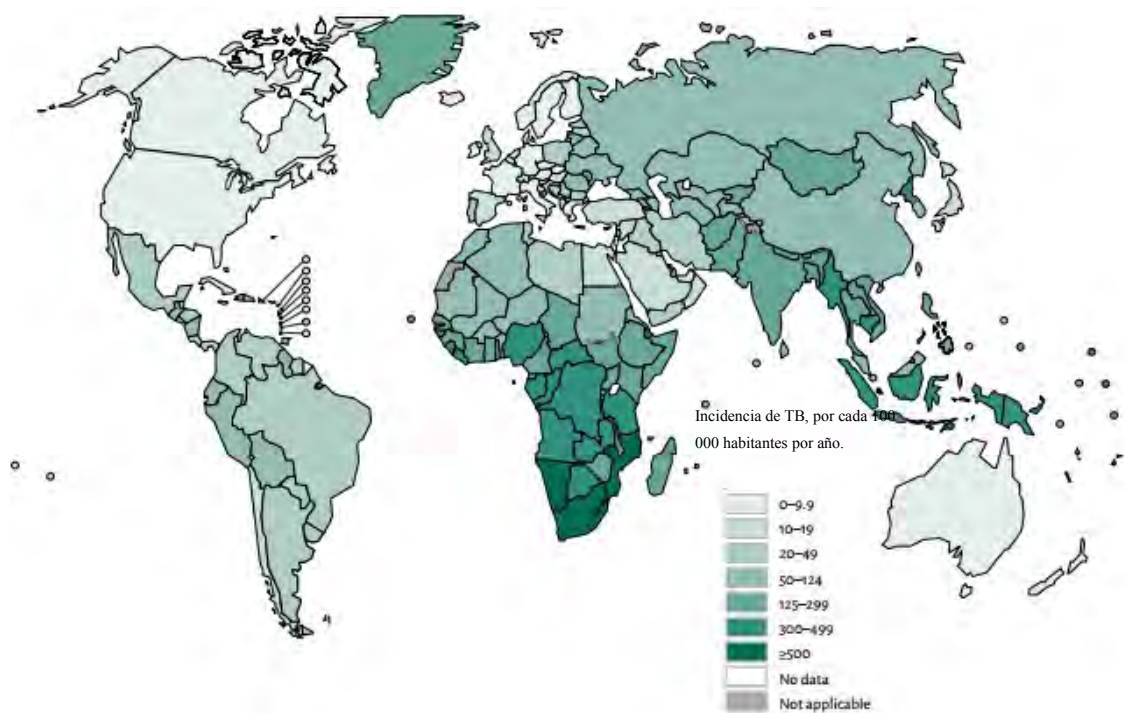 Incidencia de TB, por cada 100
000 habitantes por año.
0–9.9
10–19
20–49
50–124
125–299
300–499
≥500
No data
Not applicable